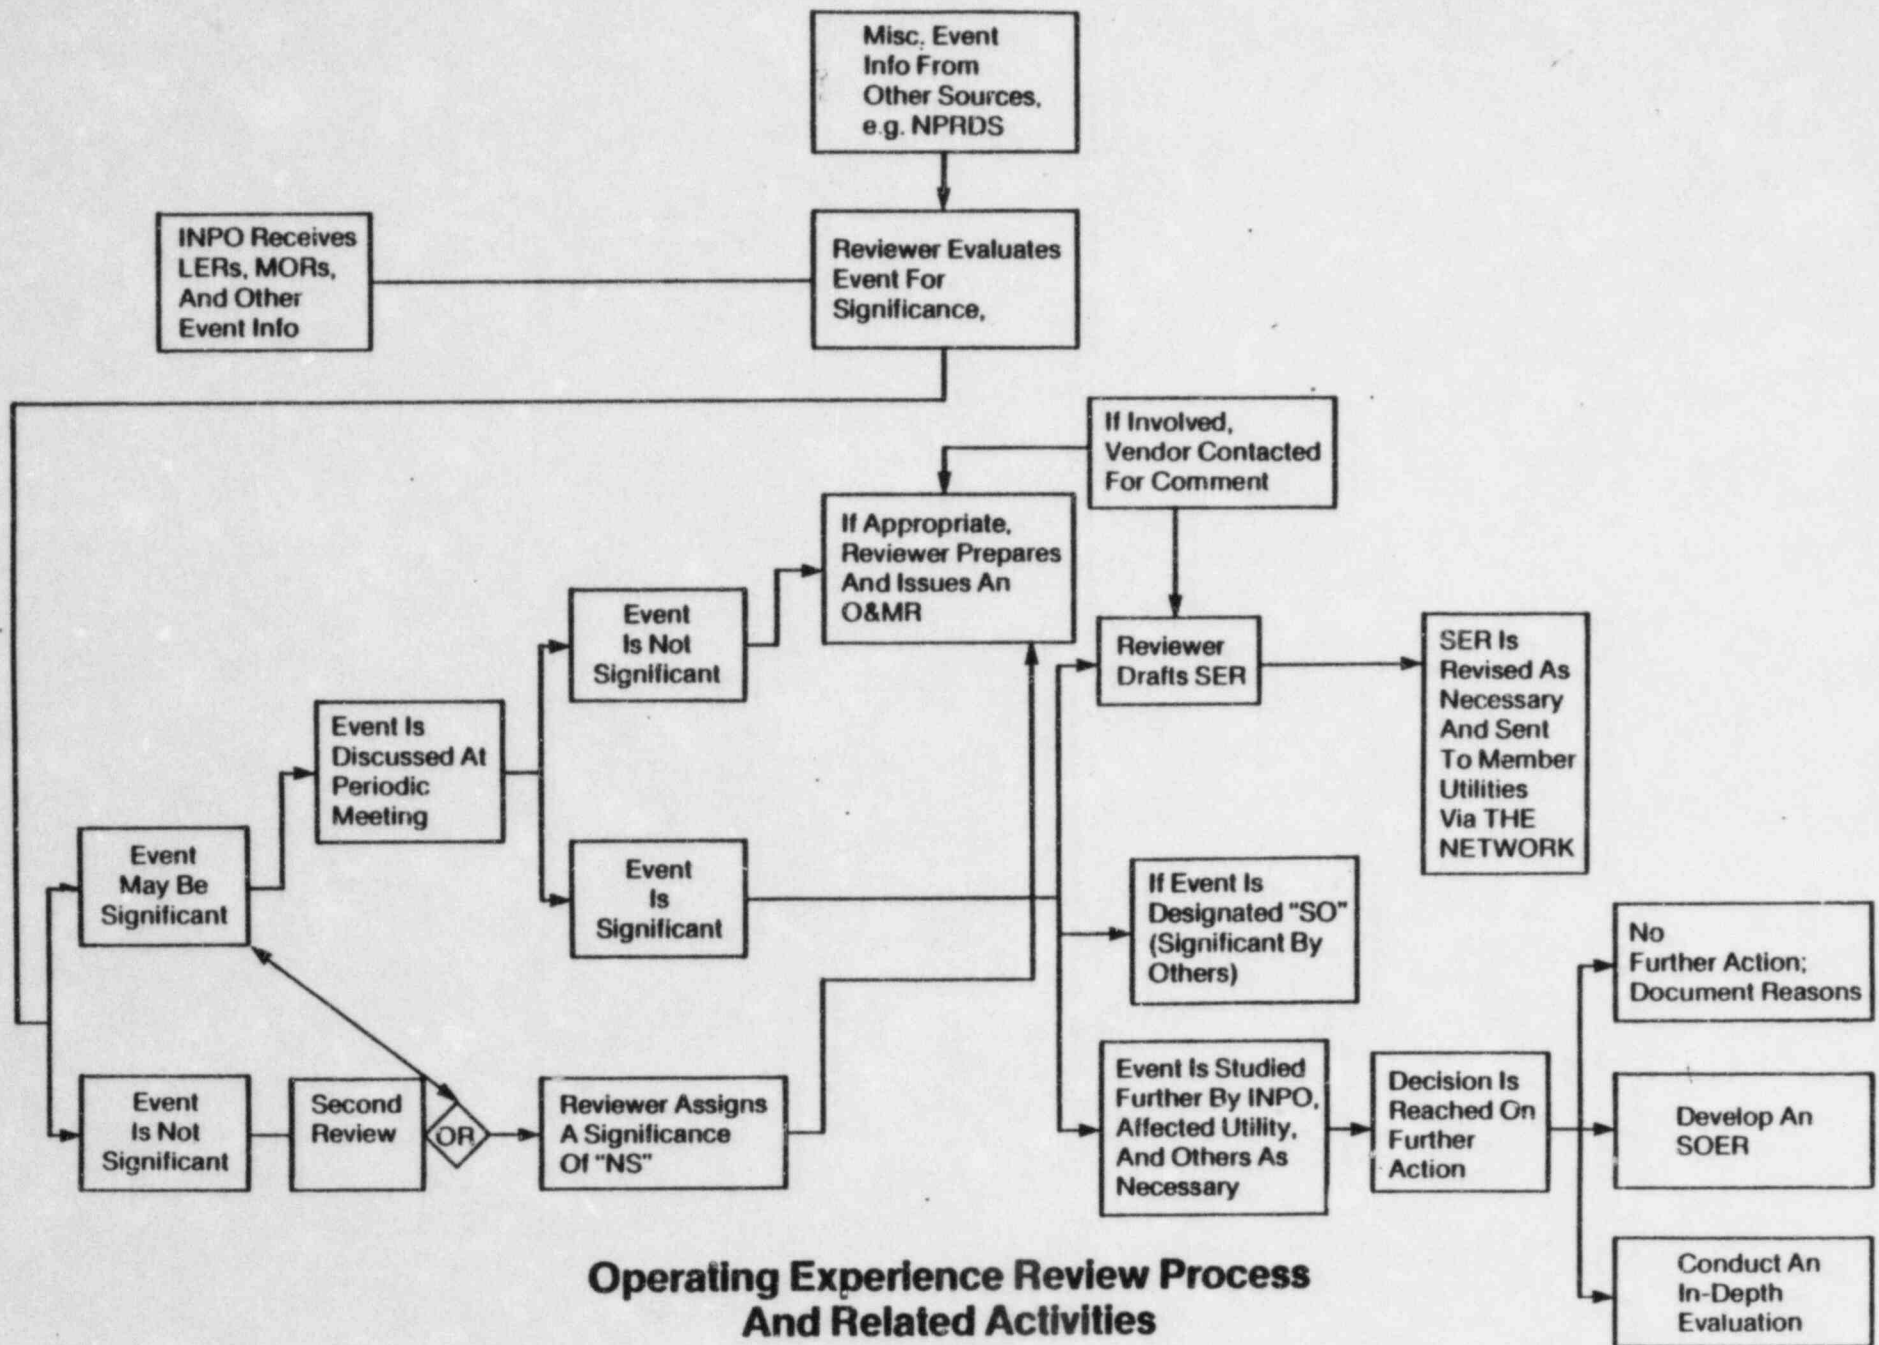 Misc. Event
Info From
Other Sources,
e.g. NPRDS
INPO Receives
LERs, MORs,
And Other
Event Info
Reviewer Evaluates
Event For
Significance,
If Involved,
Vendor Contacted
For Comment
If Appropriate,
Reviewer Prepares
And Issues An
O&MR
Event
Is Not
Significant
Reviewer
Drafts SER
SER Is
Revised As
Necessary
And Sent
To Member
Utilities
Via THE
NETWORK
Event Is
Discussed At
Periodic
Meeting
Event
May Be
Significant
Event
Is
Significant
If Event Is
Designated "SO"
(Significant By
Others)
No
Further Action;
Document Reasons
Event
Is Not
Significant
Second
Review
OR
Reviewer Assigns
A Significance
Of "NS"
Event Is Studied
Further By INPO,
Affected Utility,
And Others As
Necessary
Decision Is
Reached On
Further
Action
Develop An
SOER
Conduct An
In-Depth
Evaluation
Operating Experience Review Process
And Related Activities